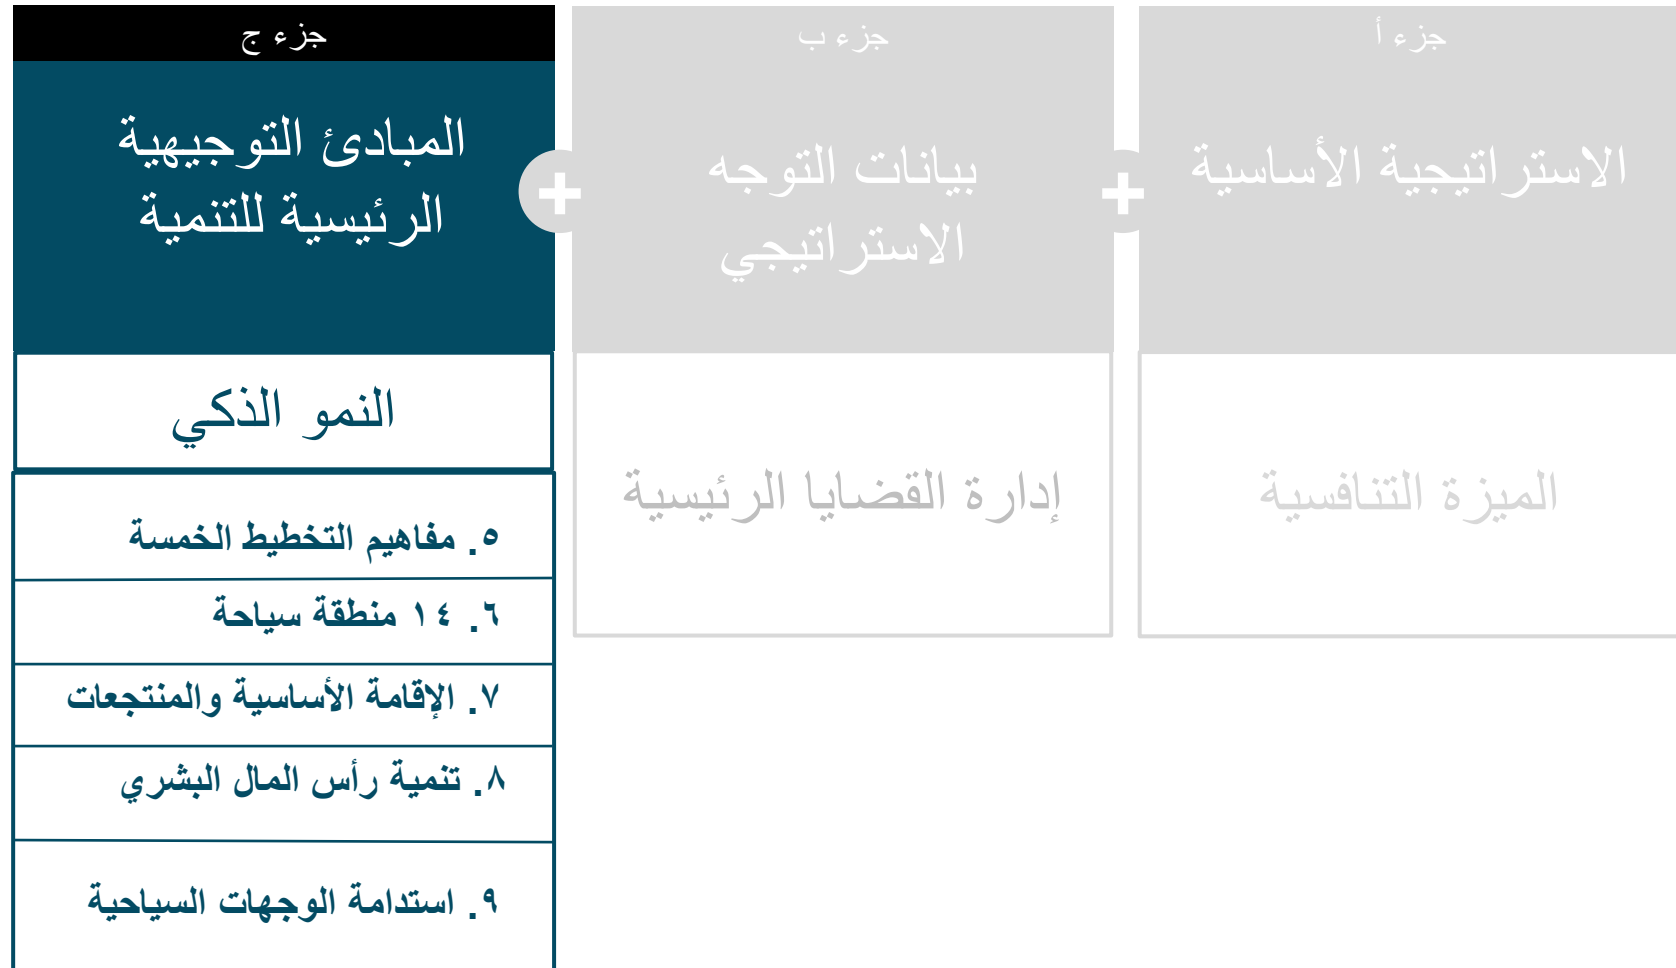 جزء أ
الاستراتيجية الأساسية
الميزة التنافسية
+
جزء ب
بيانات التوجه
الاستراتيجي
إدارة القضايا الرئيسية
+
جزء ج
المبادئ التوجيهية
الرئيسية للتنمية
النمو الذكي
٥. مفاهيم التخطيط الخمسة
٦. ١٤ منطقة سياحة
٧. الإقامة الأساسية والمنتجعات
٨. تنمية رأس المال البشري
٩. استدامة الوجهات السياحية